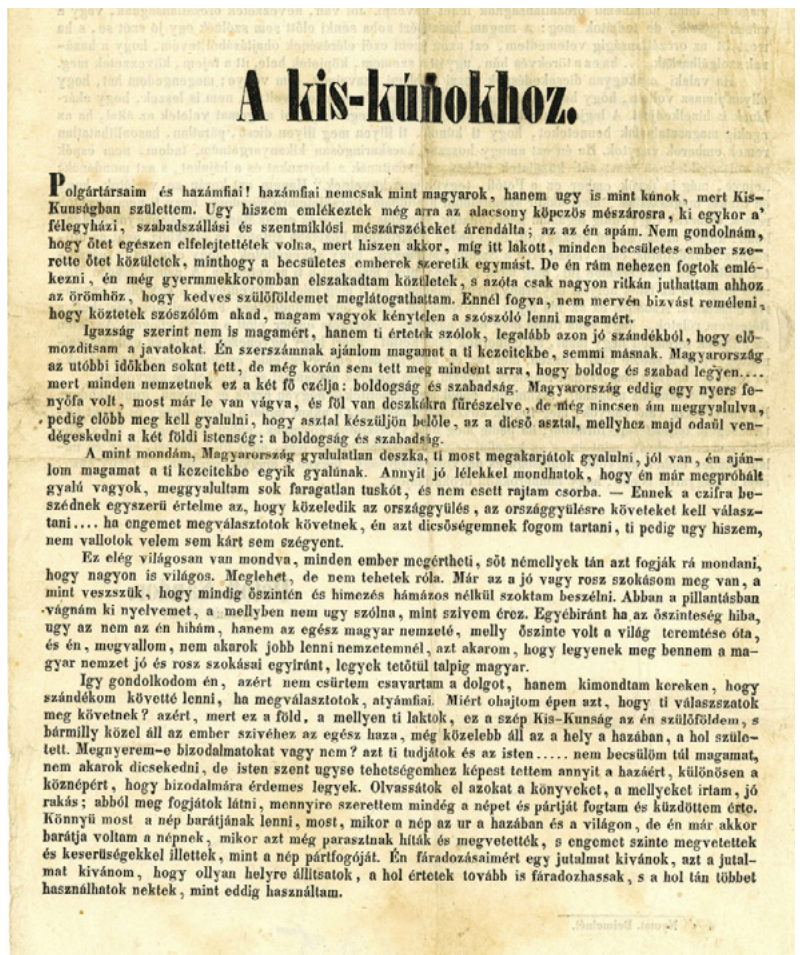 A kis-kúnokhoz.
Polgártársaim és hazámfiai! hazámfiai nemcsak mint magyarok, hanem ugy is mint kúnok, mert Kis-
Kunságban születtem. Ugy hiszem emlékeztek még arra az alacsony köpczös mészárosra, ki egykor a'
félegyházi, szabadszállási és szentmiklósi mészárszékeket árendálta; az az én apám. Nem gondolnám,
hogy őtet egészen elfelejtettétek volna, mert hiszen akkor, míg itt lakott, minden becsületes ember sze-
rette őtet közületek, minthogy a becsületes emberek szeretik egymást. De én rám nehezen fogtok emlé-
kezni, én még gyermmekkoromban elszakadtam közületek, s azóta csak nagyon ritkán juthattam ahhoz
az örömhöz, hogy kedves szülőföldemet meglátogathattam. Ennél fogva, nem mervén bizvást reméleni,
hogy köztetek szószólóm akad, magam vagyok kénytelen a szószóló lenni magamért.
Igazság szerint nem is magamért, hanem ti értetek szólok, legalább azon jó szándékból, hogy elő-
mozditsam a javatokat. Én szerszámnak ajánlom magamat a ti kezeitekbe, semmi másnak. Magyarország
az utóbbi időkben sokat tett, de még korán sem tett meg mindent arra, hogy boldog és szabad legyen....
mert minden nemzetnek ez a két fő czélja: boldogság és szabadság. Magyarország eddig egy nyers fe-
nyőfa volt, most már le van vágva, és föl van deszkákra fűrészelve, de még nincsen ám meggyalulva,
pedig előbb meg kell gyalulni, hogy asztal készüljön belőle, az a dicső asztal, mellyhez majd odaül ven-
dégeskedni a két földi istenség: a boldogság és szabadság.
A mint mondám, Magyarország gyalulatlan deszka, ti most megakarjátok gyalulni, jól van, én aján-
lom magamat a ti kezeitekbe egyik gyalúnak. Annyit jó lélekkel mondhatok, hogy én már megpróbált
gyalú vagyok, meggyalultam sok faragatlan tuskót, és nem esett rajtam csorba. — Ennek a czifra be-
szédnek egyszerü értelme az, hogy közeledik az országgyülés, az országgyülésre követeket kell válasz-
tani.... ha engemet megválasztotok követnek, én azt dicsőségemnek fogom tartani, ti pedig ugy hiszem,
nem vallotok velem sem kárt sem szégyent.
Ez elég világosan van mondva, minden ember megértheti, sőt némellyek tán azt fogják rá mondani,
hogy nagyon is világos. Meglehet, de nem tehetek róla. Már az a jó vagy rosz szokásom meg van, a
mint veszszük, hogy mindig őszintén és himezés hámázos nélkül szoktam beszélni. Abban a pillantásban
vágnám ki nyelvemet, a mellyben nem ugy szólna, mint szivem érez. Egyébiránt ha az őszinteség hiba,
ugy az nem az én hibám, hanem az egész magyar nemzeté, melly őszinte volt a világ teremtése óta,
és én, megvallom, nem akarok jobb lenni nemzetemnél, azt akarom, hogy legyenek meg bennem a ma-
gyar nemzet jó és rosz szokásai egyiránt, legyek tetőtül talpig magyar.
Igy gondolkodom én, azért nem csürtem csavartam a dolgot, hanem kimondtam kereken, hogy
szándékom követté lenni, ha megválasztotok, atyámfiai. Miért ohajtom épen azt, hogy ti válaszszatok
meg követnek? azért, mert ez a föld, a mellyen ti laktok, ez a szép Kis-Kunság az én szülőföldem, s
bármilly közel áll az ember szivéhez az egész haza, még közelebb áll az a hely a hazában, a hol szüle-
tett. Megnyerem-e bizodalmatokat vagy nem? azt ti tudjátok és az isten..... nem becsülöm túl magamat,
nem akarok dicsekedni, de isten szent ugyse tehetségemhez képest tettem annyit a hazáért, különösen a
köznépért, hogy bizodalmára érdemes legyek. Olvassátok el azokat a könyveket, a mellyeket irtam, jó
rakás; abból meg fogjátok látni, mennyire szerettem mindég a népet és pártját fogtam és küzdöttem érte.
Könnyü most a nép barátjának lenni, most, mikor a nép az ur a hazában és a világon, de én már akkor
barátja voltam a népnek, mikor azt még parasztnak híták és megvetették, s engemet szinte megvetettek
és keserüségekkel illettek, mint a nép pártfogóját. Én fáradozásaimért egy jutalmat kivánok, azt a jutal-
mat kivánom, hogy ollyan helyre állitsatok, a hol értetek tovább is fáradozhassak, s a hol tán többet
használhatok nektek, mint eddig használtam.